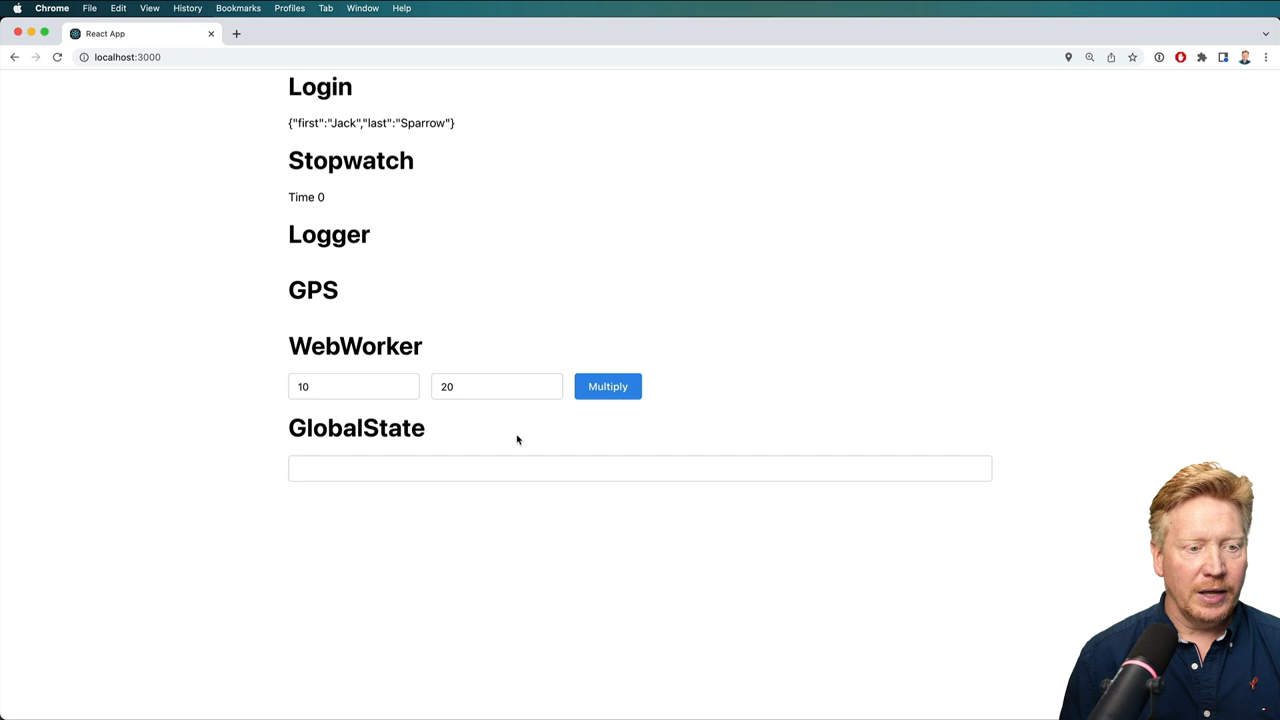 Chrome File Edit View History Bookmarks Profiles Tab Window Help
React App
localhost:3000
Login
{"first":"Jack","last":"Sparrow"}
Stopwatch
Time 0
Logger
GPS
WebWorker
10 20 Multiply
GlobalState